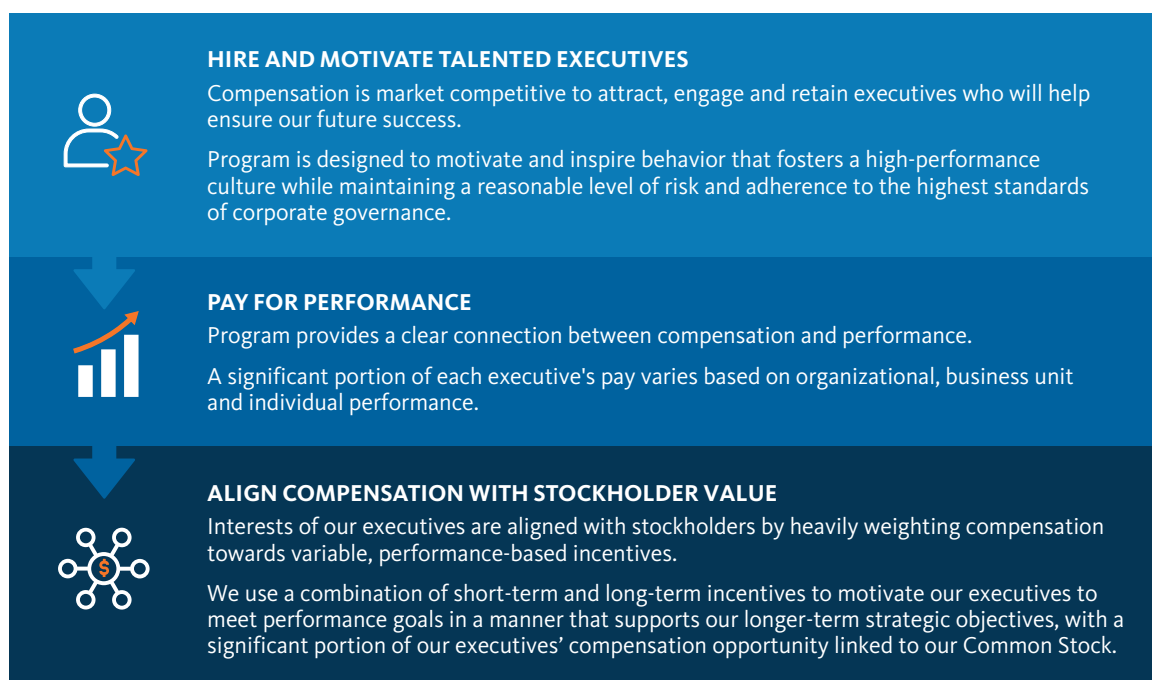 HIRE AND MOTIVATE TALENTED EXECUTIVES
Compensation is market competitive to attract, engage and retain executives who will help
ensure our future success.
Program is designed to motivate and inspire behavior that fosters a high-performance
culture while maintaining a reasonable level of risk and adherence to the highest standards
of corporate governance.
PAY FOR PERFORMANCE
Program provides a clear connection between compensation and performance.
A significant portion of each executive's pay varies based on organizational, business unit
and individual performance.
ALIGN COMPENSATION WITH STOCKHOLDER VALUE
Interests of our executives are aligned with stockholders by heavily weighting compensation
towards variable, performance-based incentives.
$
We use a combination of short-term and long-term incentives to motivate our executives to
meet performance goals in a manner that supports our longer-term strategic objectives, with a
significant portion of our executives’ compensation opportunity linked to our Common Stock.